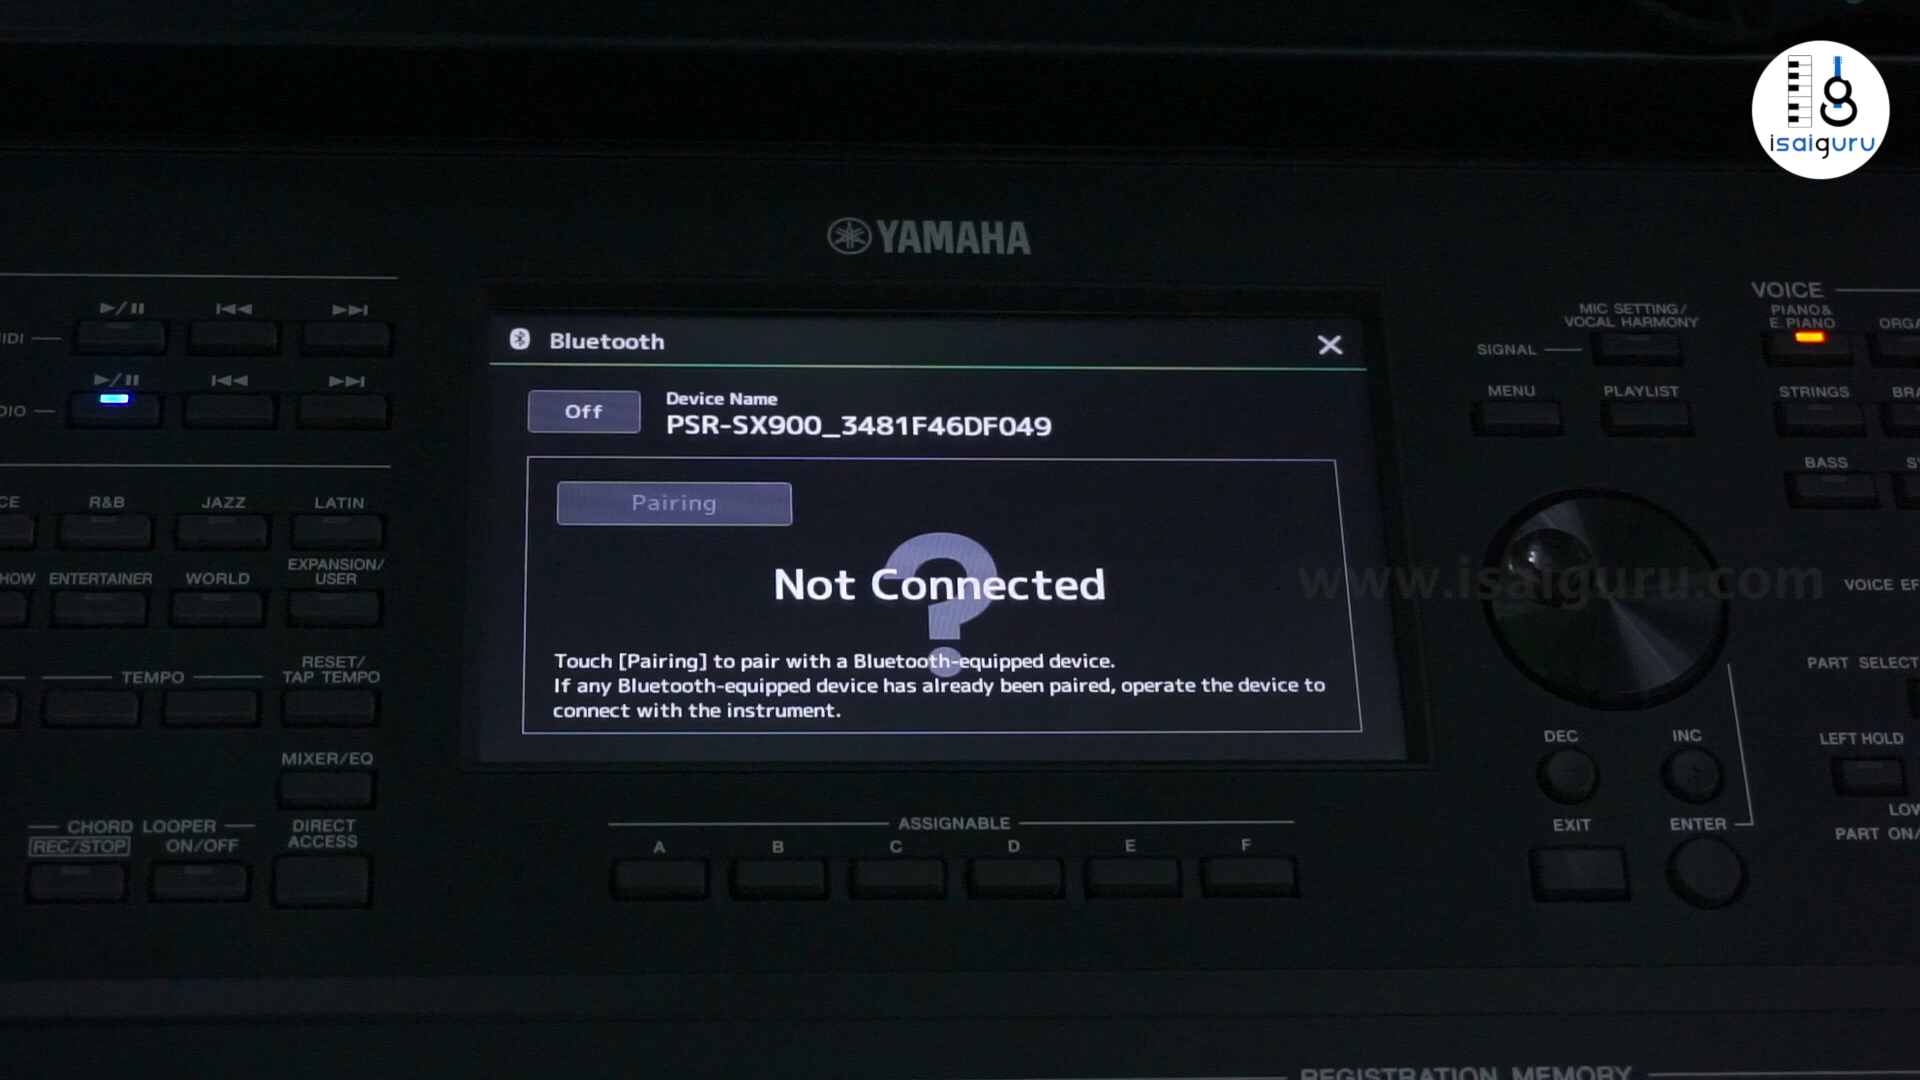 isaiguru
YAMAHA
Bluetooth
Off
Device Name
PSR-SX900_3481F46DF049
Pairing
Not Connected
Touch [Pairing] to pair with a Bluetooth-equipped device.
If any Bluetooth-equipped device has already been paired, operate the device to
connect with the instrument.
R&B
JAZZ
LATIN
ENTERTAINER
WORLD
EXPANSION/
USER
TEMPO
RESET/
TAP TEMPO
MIXER/EQ
CHORD LOOPER
REC/STOP
ON/OFF
DIRECT
ACCESS
ASSIGNABLE
A B C D E F
VOICE
MIC SETTING/
VOCAL HARMONY
PIANO&
E.PIANO
SIGNAL
MENU
PLAYLIST
STRINGS
BASS
www.isaiguru.com
VOICE EF
PART SELECT
DEC
INC
LEFT HOLD
EXIT
ENTER
PART ON/
REGISTRATION MEMORY